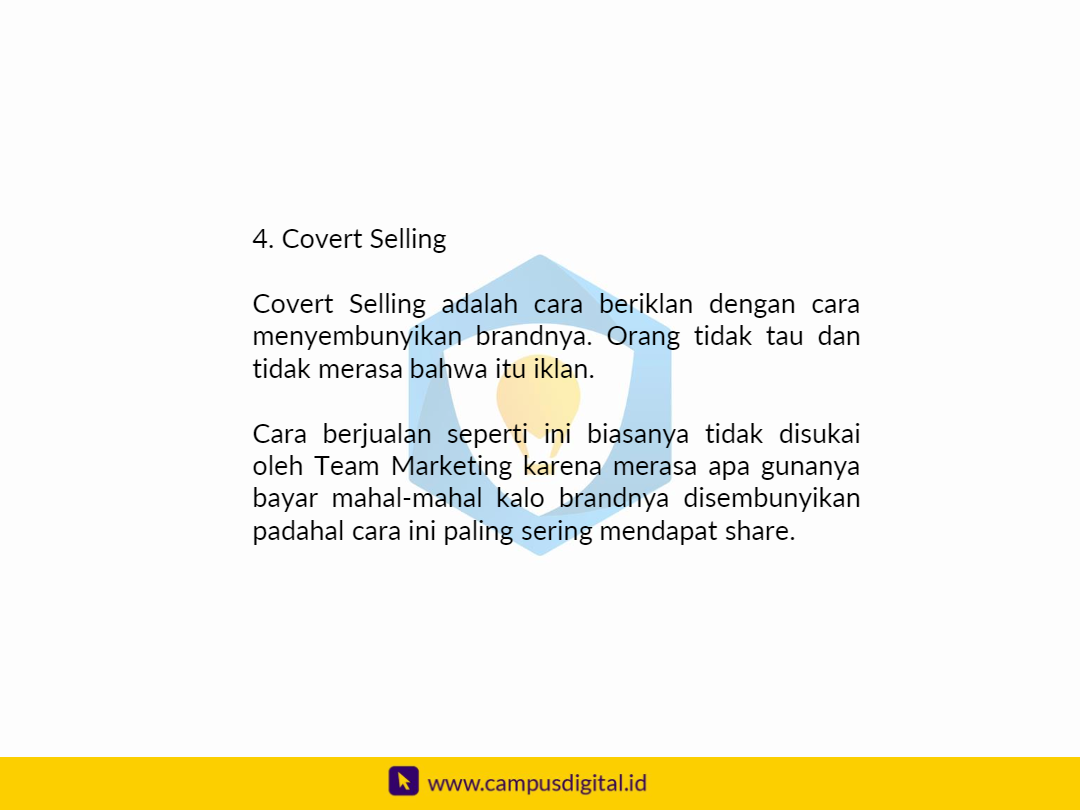 4. Covert Selling
Covert Selling adalah cara beriklan dengan cara
menyembunyikan brandnya. Orang tidak tau dan
tidak merasa bahwa itu iklan.
Cara berjualan seperti ini biasanya tidak disukai
oleh Team Marketing karena merasa apa gunanya
bayar mahal-mahal kalo brandnya disembunyikan
padahal cara ini paling sering mendapat share.
www.campusdigital.id